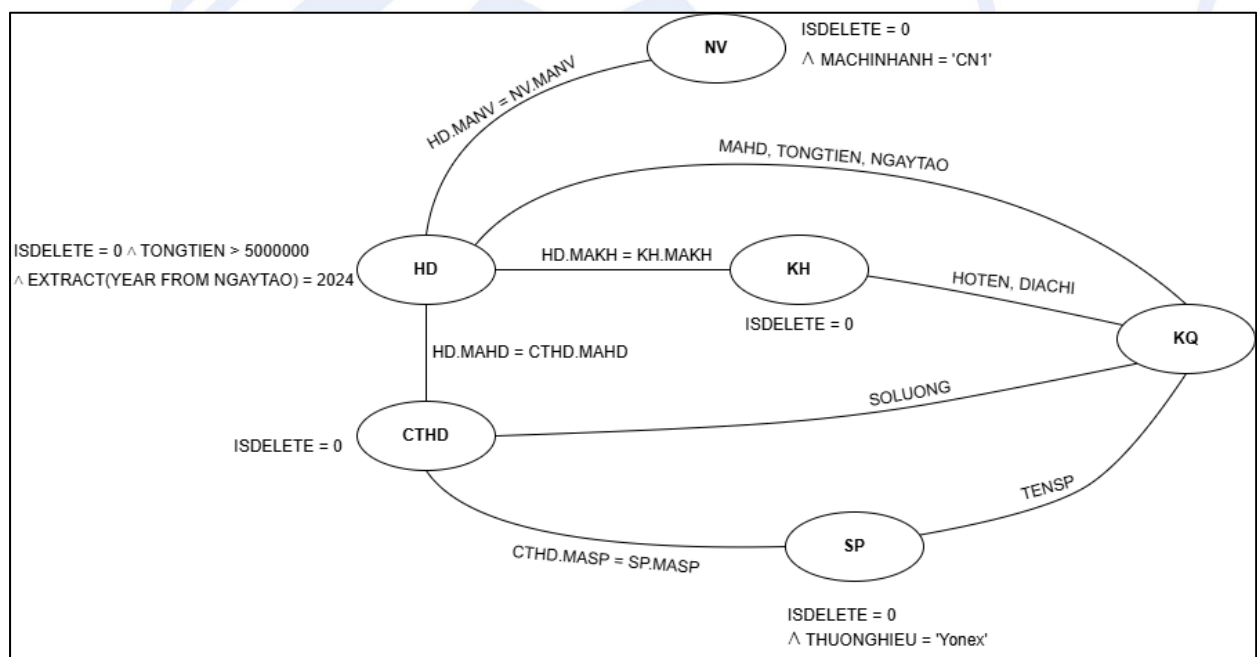 NV
ISDELETE = 0
∧ MACHINHANH = 'CN1'
HD.MANV = NV.MANV
MAHD, TONGTIEN, NGAYTAO
ISDELETE = 0 ∧ TONGTIEN > 5000000
∧ EXTRACT(YEAR FROM NGAYTAO) = 2024
HD
HD.MAKH = KH.MAKH
KH
HOTEN, DIACHI
ISDELETE = 0
KQ
HD.MAHD = CTHD.MAHD
SOLUONG
CTHD
ISDELETE = 0
TENSP
CTHD.MASP = SP.MASP
SP
ISDELETE = 0
∧ THUONGHIEU = 'Yonex'